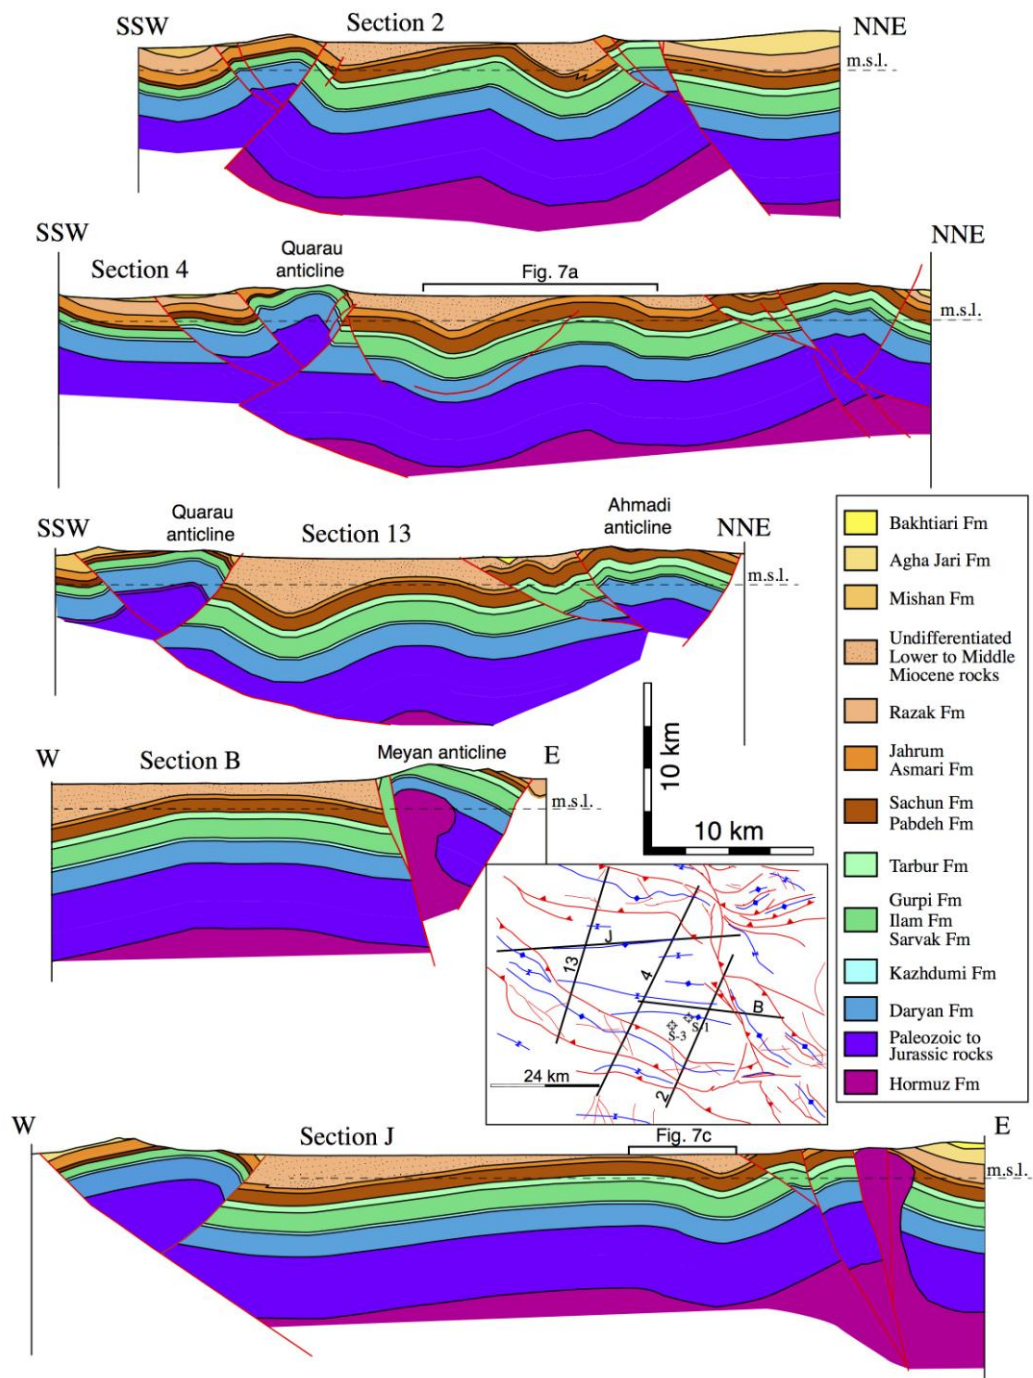 SSW
Section 2
NNE
m.s.l.
SSW
Section 4
Quarau
anticline
Fig. 7a
NNE
m.s.l.
SSW
Quarau
anticline
Section 13
Ahmadi
anticline
NNE
m.s.l.
W
Section B
Meyan anticline
E
m.s.l.
10 km
10 km
J
13
4
B
S-3
S-1
2
24 km
Bakhtiari Fm
Agha Jari Fm
Mishan Fm
Undifferentiated
Lower to Middle
Miocene rocks
Razak Fm
Jahrum
Asmari Fm
Sachun Fm
Pabdeh Fm
Tarbur Fm
Gurpi Fm
Ilam Fm
Sarvak Fm
Kazhdumi Fm
Daryan Fm
Paleozoic to
Jurassic rocks
Hormuz Fm
W
Section J
Fig. 7c
E
m.s.l.